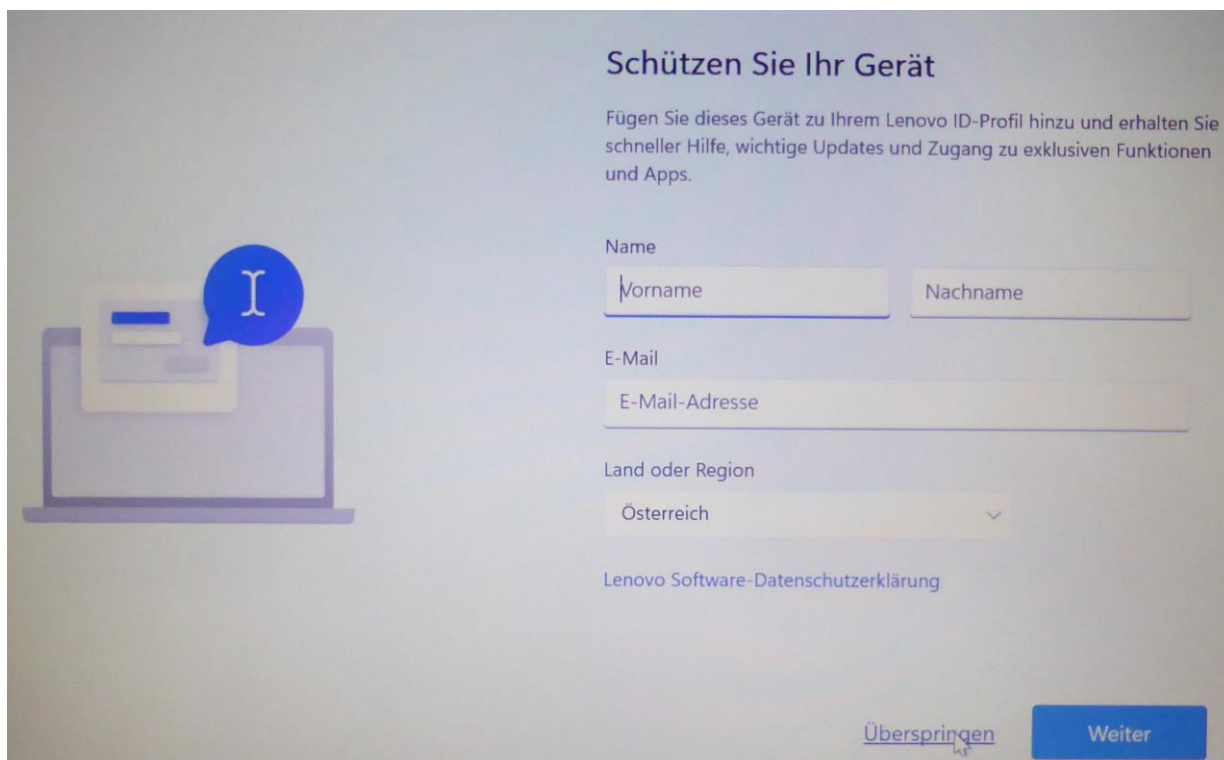 Schützen Sie Ihr Gerät
Fügen Sie dieses Gerät zu Ihrem Lenovo ID-Profil hinzu und erhalten Sie
schneller Hilfe, wichtige Updates und Zugang zu exklusiven Funktionen
und Apps.
Name
Vorname
Nachname
E-Mail
E-Mail-Adresse
Land oder Region
Österreich
Lenovo Software-Datenschutzerklärung
Überspringen
Weiter